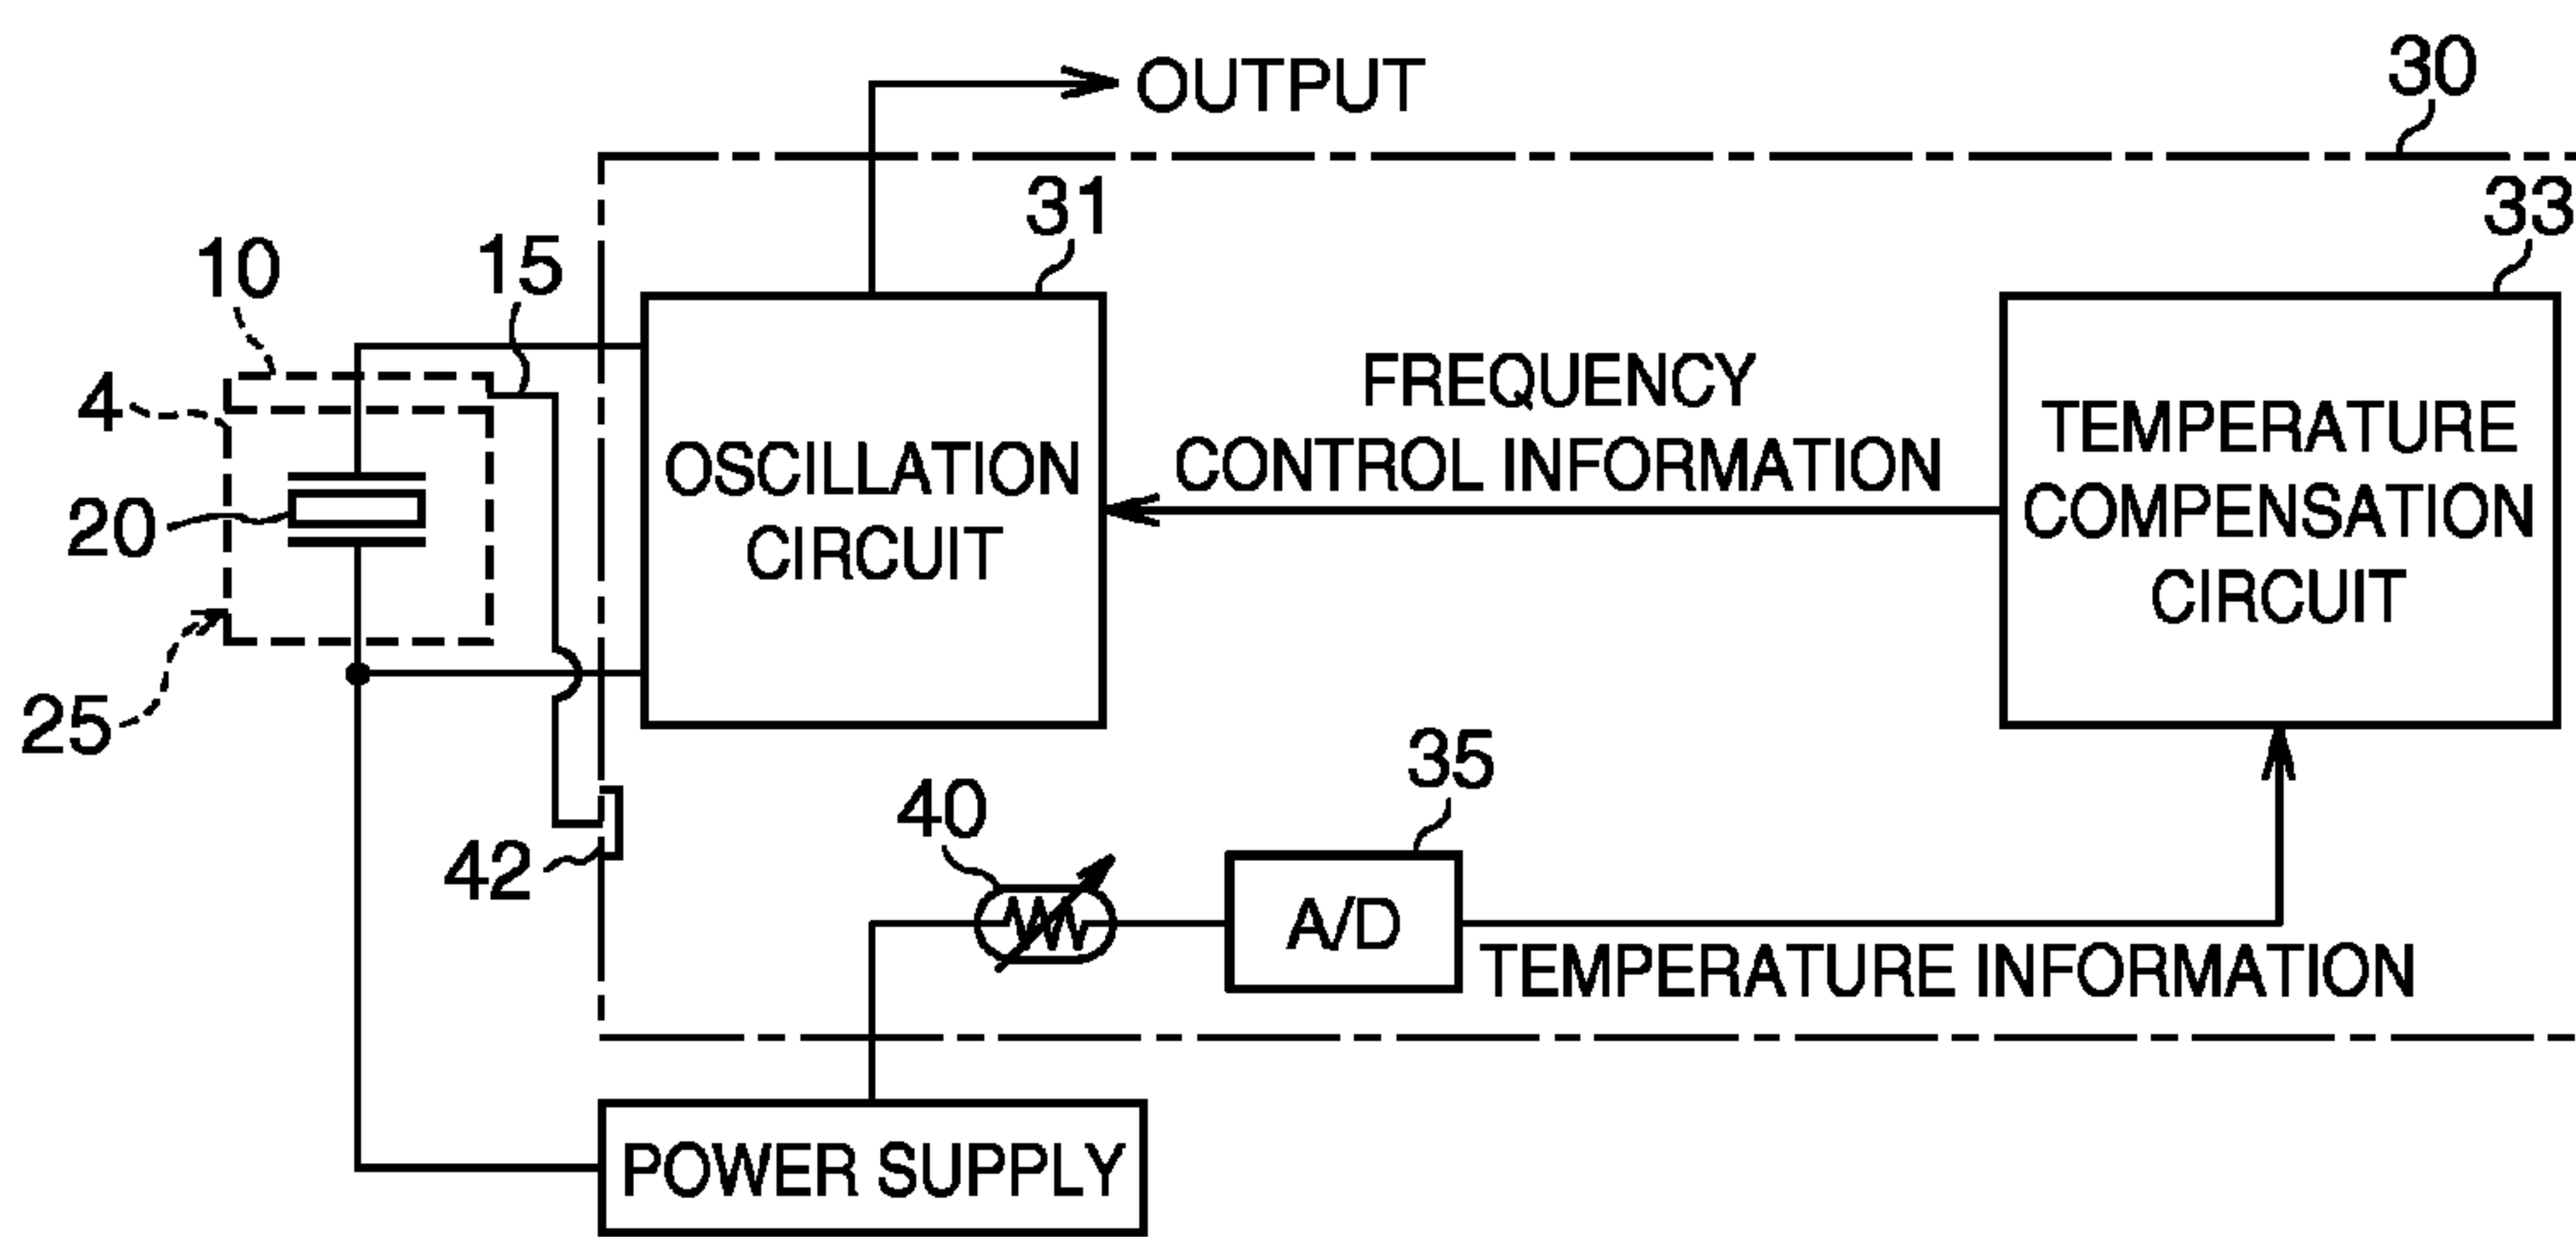 OUTPUT
30
31
33
10
15
4
20
25
OSCILLATION
CIRCUIT
FREQUENCY
CONTROL INFORMATION
TEMPERATURE
COMPENSATION
CIRCUIT
42
40
35
A/D
TEMPERATURE INFORMATION
POWER SUPPLY